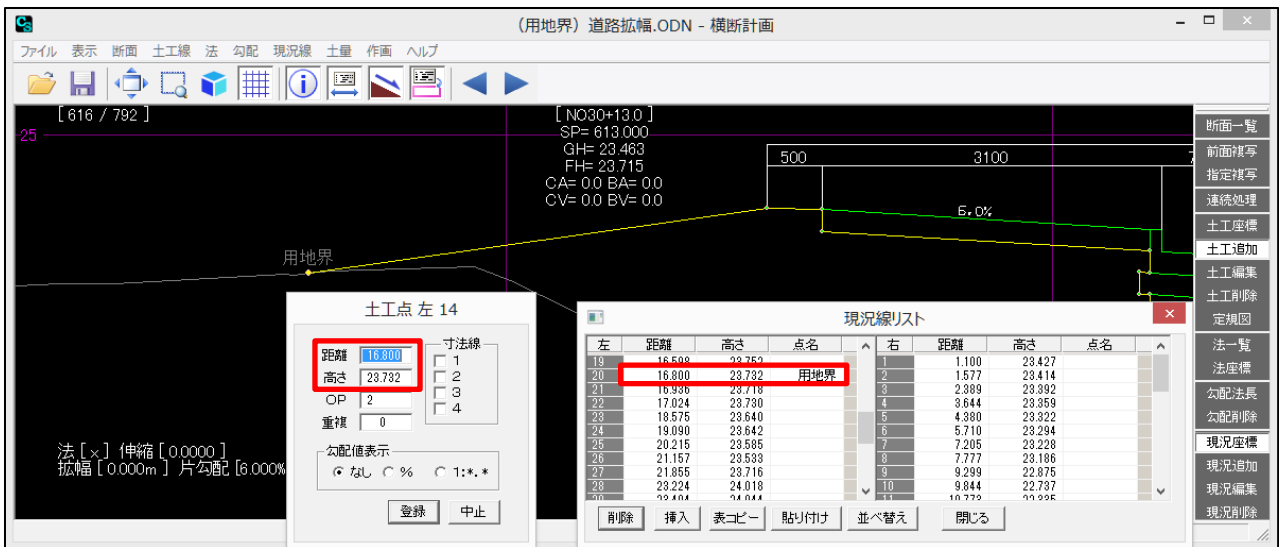 （用地界）道路拡幅.ODN - 横断計画
ファイル 表示 断面 土工線 法 勾配 現況線 土量 作画 ヘルプ
[ 616 / 792 ]
[ NO30+13.0 ]
25
SP= 613.000
GH= 23.463
FH= 23.715
CA= 0.0 BA= 0.0
CV= 0.0 BV= 0.0
500
3100
6.0%
用地界
法 [ × ] 伸縮 [ 0.0000 ]
拡幅 [ 0.000m ] 片勾配 [6.000%
土工点 左 14
距離 16.800
高さ 23.732
OP 2
重複 0
寸法線
1
2
3
4
勾配値表示
なし % 1:*.*
登録 中止
現況線リスト
左 距離 高さ 点名
19 16.598 23.752
20 16.800 23.732 用地界
21 16.936 23.718
22 17.024 23.730
23 18.575 23.640
24 19.090 23.642
25 20.215 23.585
26 21.157 23.533
27 21.855 23.716
28 23.224 24.018
右 距離 高さ 点名
1 1.100 23.427
2 1.577 23.414
3 2.389 23.392
4 3.644 23.359
5 4.380 23.322
6 5.710 23.294
7 7.205 23.228
8 7.777 23.186
9 9.299 22.875
10 9.844 22.737
削除 挿入 表コピー 貼り付け 並べ替え 閉じる
断面一覧
前面複写
指定複写
連続処理
土工座標
土工追加
土工編集
土工削除
定規図
法一覧
法座標
勾配法長
勾配削除
現況座標
現況追加
現況編集
現況削除